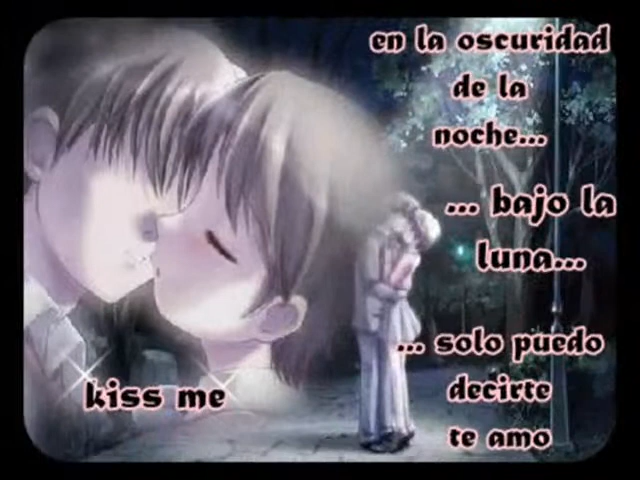 en la oscuridad
de la
noche...
... bajo la
luna...
... solo puedo
decirte
te amo
kiss me